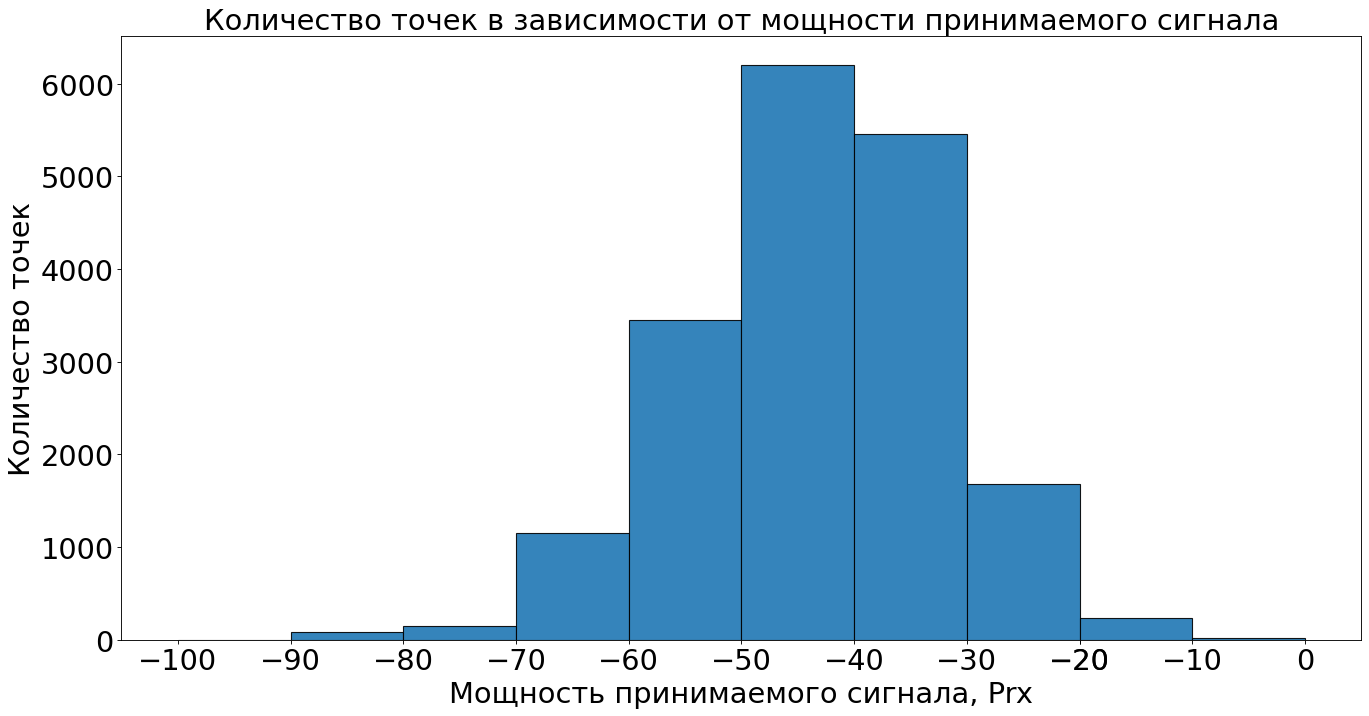 Количество точек в зависимости от мощности принимаемого сигнала
Количество точек
6000
5000
4000
3000
2000
1000
0
−100 −90 −80 −70 −60 −50 −40 −30 −20 −10 0
Мощность принимаемого сигнала, Prx